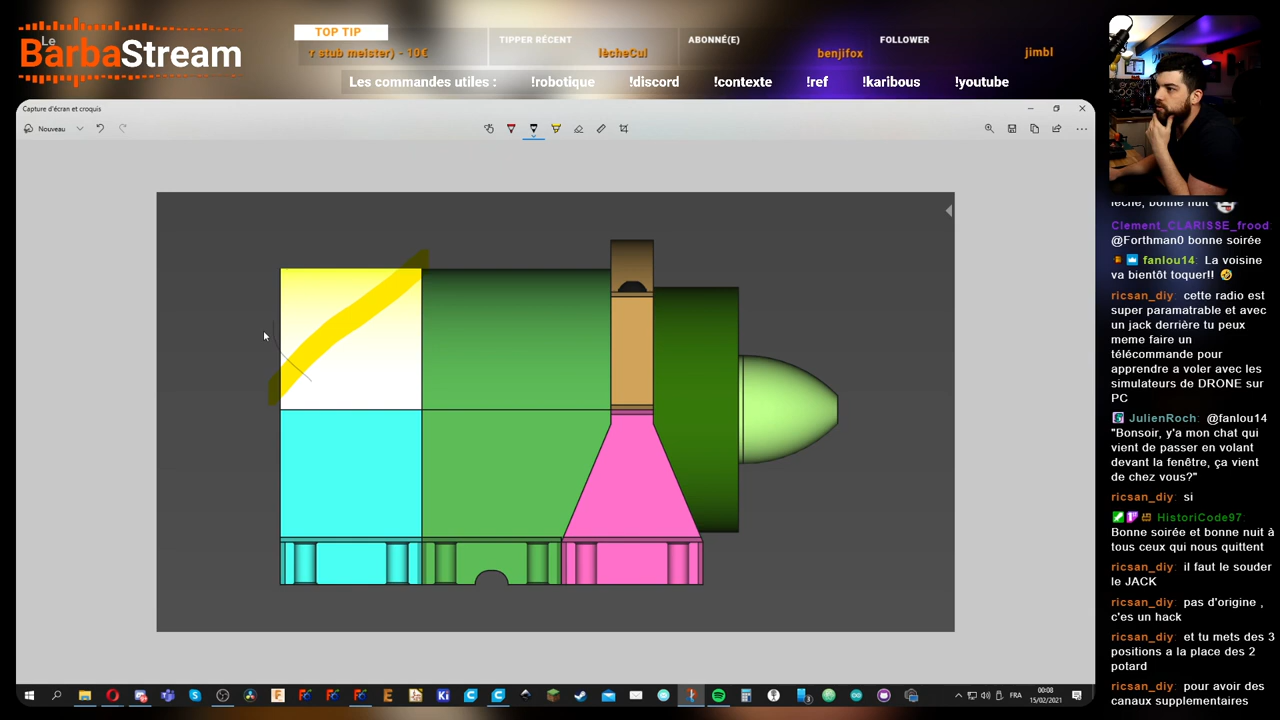 Le
BarbaStream
TOP TIP
r stub meister) - 10€
TIPPER RÉCENT
lècheCul
ABONNÉ(E)
benjifox
FOLLOWER
jimbl
Les commandes utiles :
!robotique
!discord
!contexte
!ref
!karibous
!youtube
Capture d'écran et croquis
Nouveau
lèche, bonne nuit
Clement_CLARISSE_frood:
@Forthman0 bonne soirée
fanlou14: La voisine
va bientôt toquer!!
ricsan_diy: cette radio est
super paramatrable et avec
un jack derrière tu peux
meme faire un
télécommande pour
apprendre a voler avec les
simulateurs de DRONE sur
PC
JulienRoch: @fanlou14
"Bonsoir, y'a mon chat qui
vient de passer en volant
devant la fenêtre, ça vient
de chez vous?"
ricsan_diy: si
HistoriCode97:
Bonne soirée et bonne nuit à
tous ceux qui nous quittent
ricsan_diy: il faut le souder
le JACK
ricsan_diy: pas d'origine ,
c'es un hack
ricsan_diy: et tu mets des 3
positions a la place des 2
potard
ricsan_diy: pour avoir des
canaux supplementaires
FRA
00:08
15/02/2021